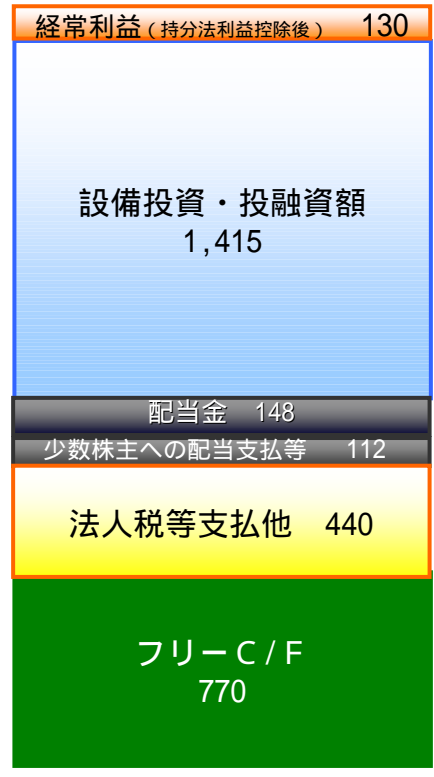 経常利益（持分法利益控除後） 130
設備投資・投融資額
1,415
配当金 148
少数株主への配当支払等 112
法人税等支払他 440
フリーC/F
770